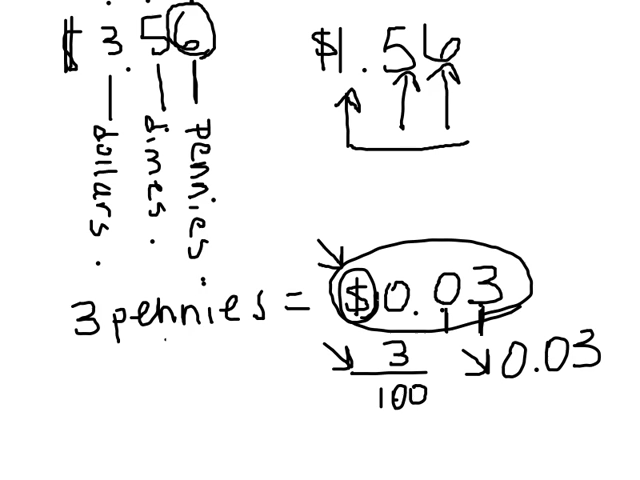 $3.56
$1.56
dollars.
dimes.
pennies.
3 pennies = $0.03
3
100
0.03